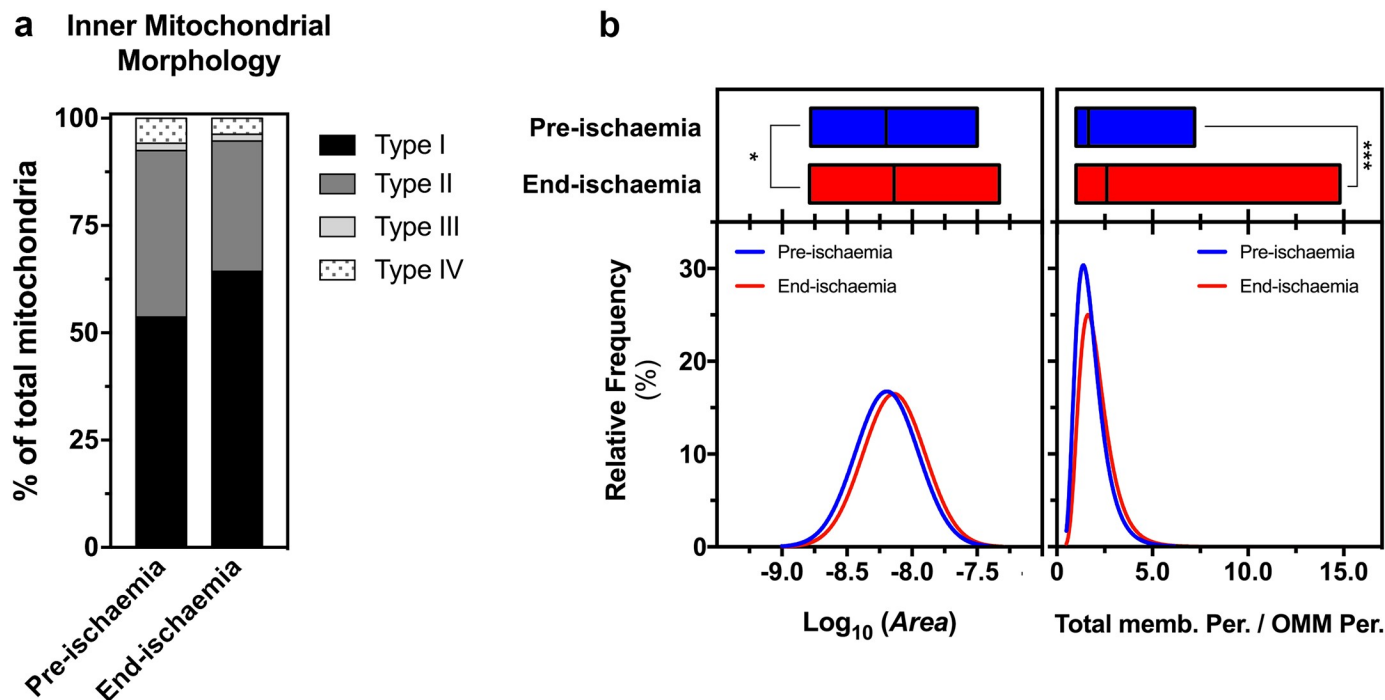 a
Inner Mitochondrial
Morphology
% of total mitochondria
100
75
50
25
0
Pre-ischaemia
End-ischaemia
Type I
Type II
Type III
Type IV
b
Pre-ischaemia
End-ischaemia
*
***
Relative Frequency
(%)
30
20
10
0
Pre-ischaemia
End-ischaemia
Pre-ischaemia
End-ischaemia
-9.0 -8.5 -8.0 -7.5
0 5.0 10.0 15.0
Log₁₀ (Area)
Total memb. Per. / OMM Per.